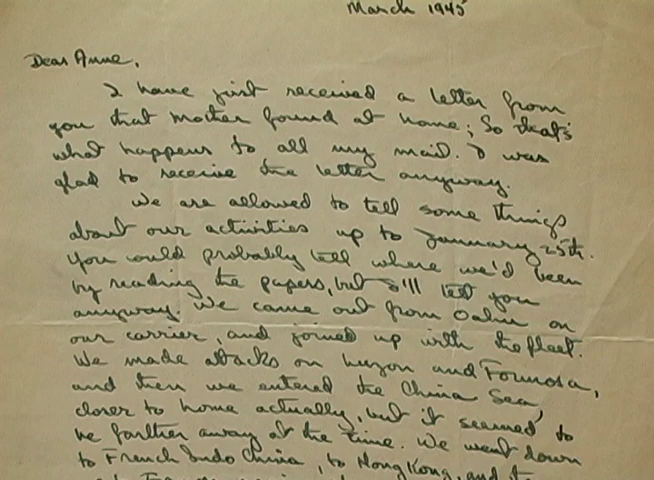 March 1945
Dear Anne,
I have just received a letter from
you that Mother found at home; So that's
what happens to all my mail. I was
glad to receive the letter anyway.
We are allowed to tell some things
about our activities up to January 25th.
You could probably tell where we'd been
by reading the papers, but I'll tell you
anyway. We came out from Oahu on
our carrier, and joined up with the fleet.
We made attacks on Luzon and Formosa,
and then we entered the China Sea,
closer to home actually, but it seemed to
be farther away at the time. We went down
to French Indo China, to Hong Kong, and